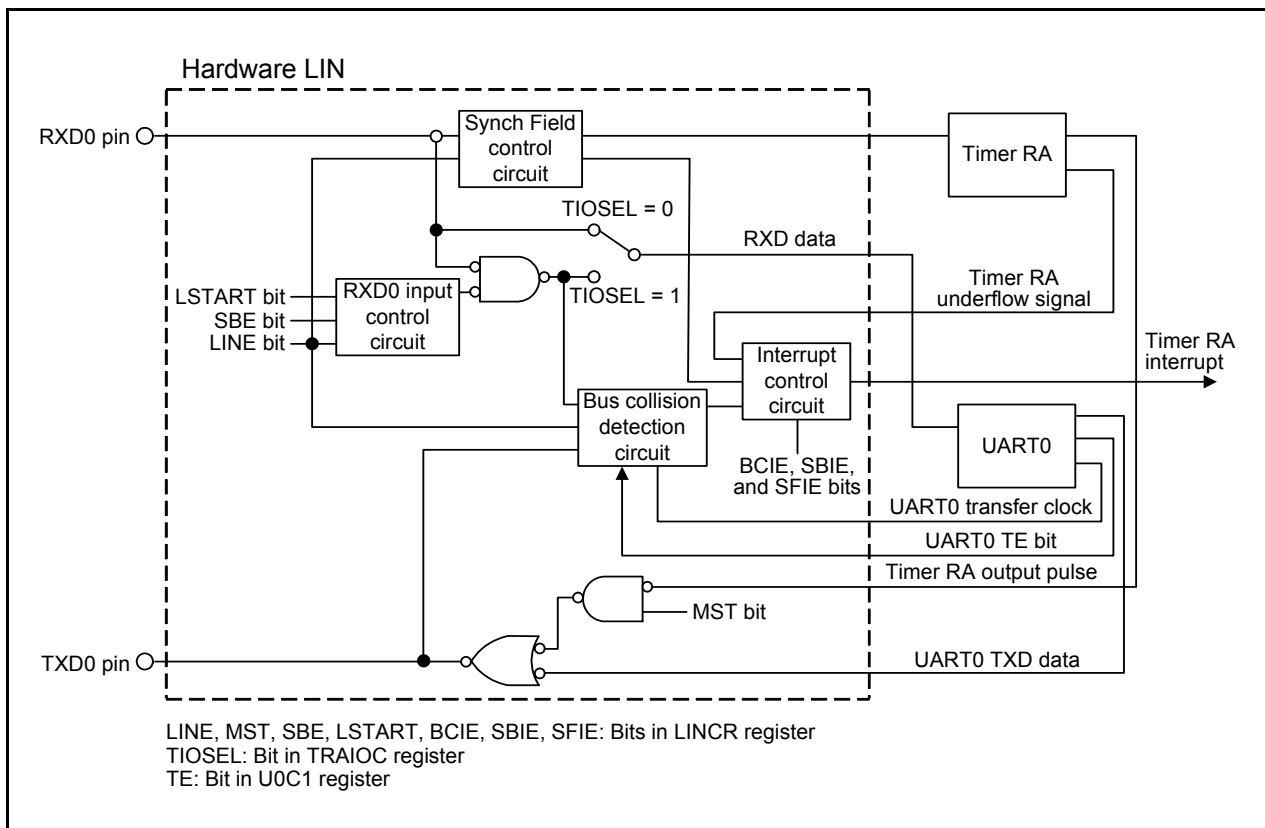 Hardware LIN
RXD0 pin
Synch Field
control
circuit
Timer RA
TIOSEL = 0
RXD data
LSTART bit
SBE bit
LINE bit
RXD0 input
control
circuit
TIOSEL = 1
Timer RA
underflow signal
Timer RA
interrupt
Interrupt
control
circuit
Bus collision
detection
circuit
BCIE, SBIE,
and SFIE bits
UART0
UART0 transfer clock
UART0 TE bit
Timer RA output pulse
MST bit
TXD0 pin
UART0 TXD data
LINE, MST, SBE, LSTART, BCIE, SBIE, SFIE: Bits in LINCR register
TIOSEL: Bit in TRAIOC register
TE: Bit in U0C1 register